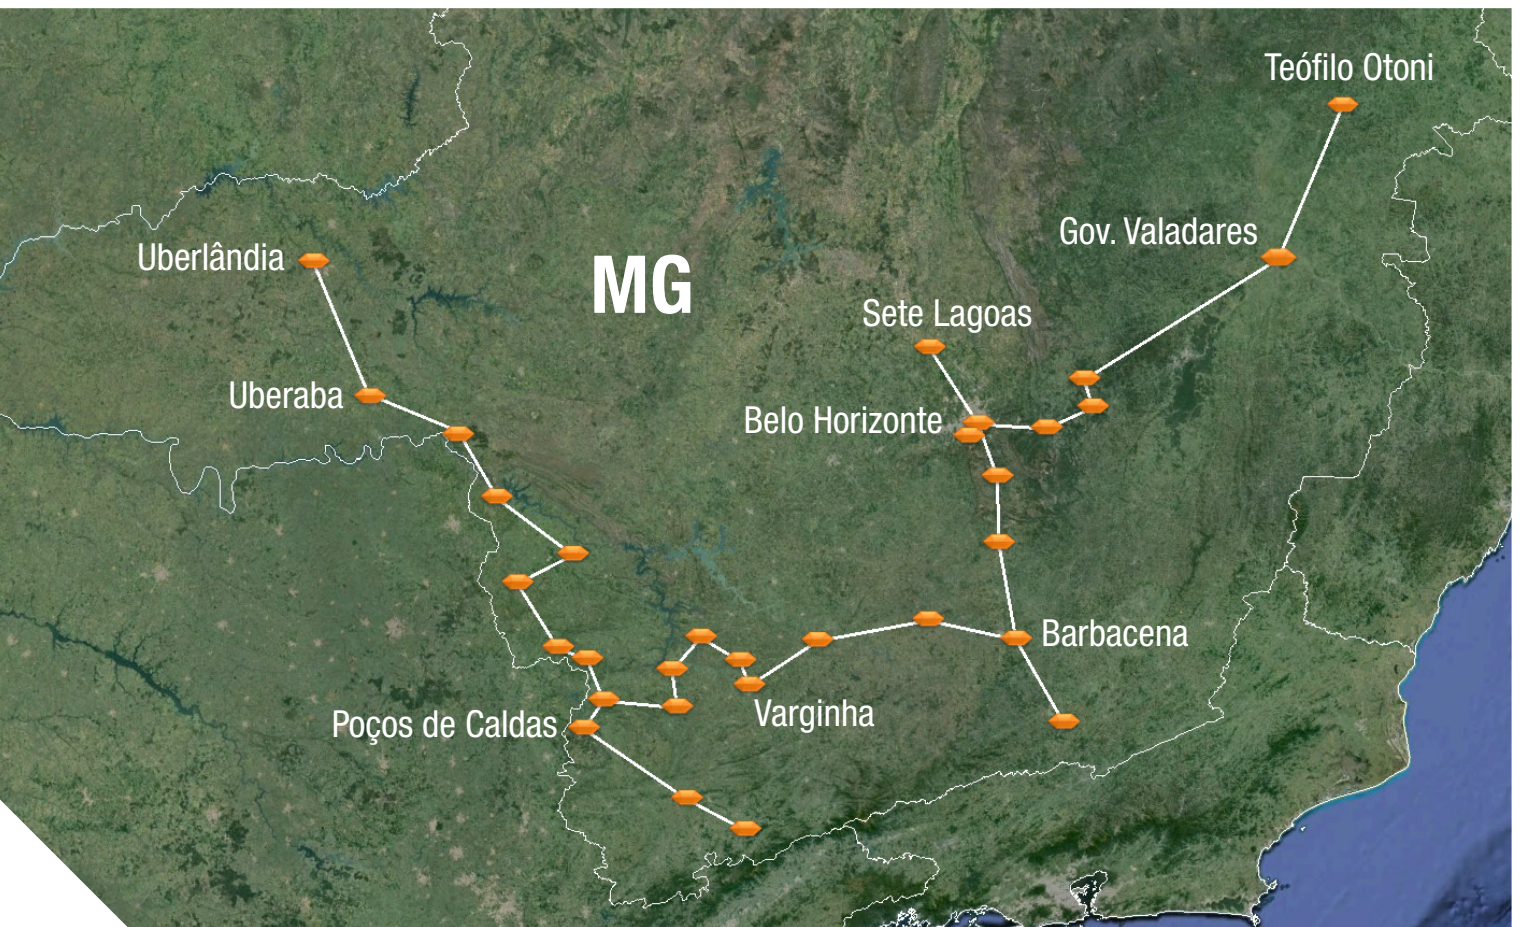 Teófilo Otoni
Gov. Valadares
Uberlândia
MG
Sete Lagoas
Uberaba
Belo Horizonte
Barbacena
Varginha
Poços de Caldas